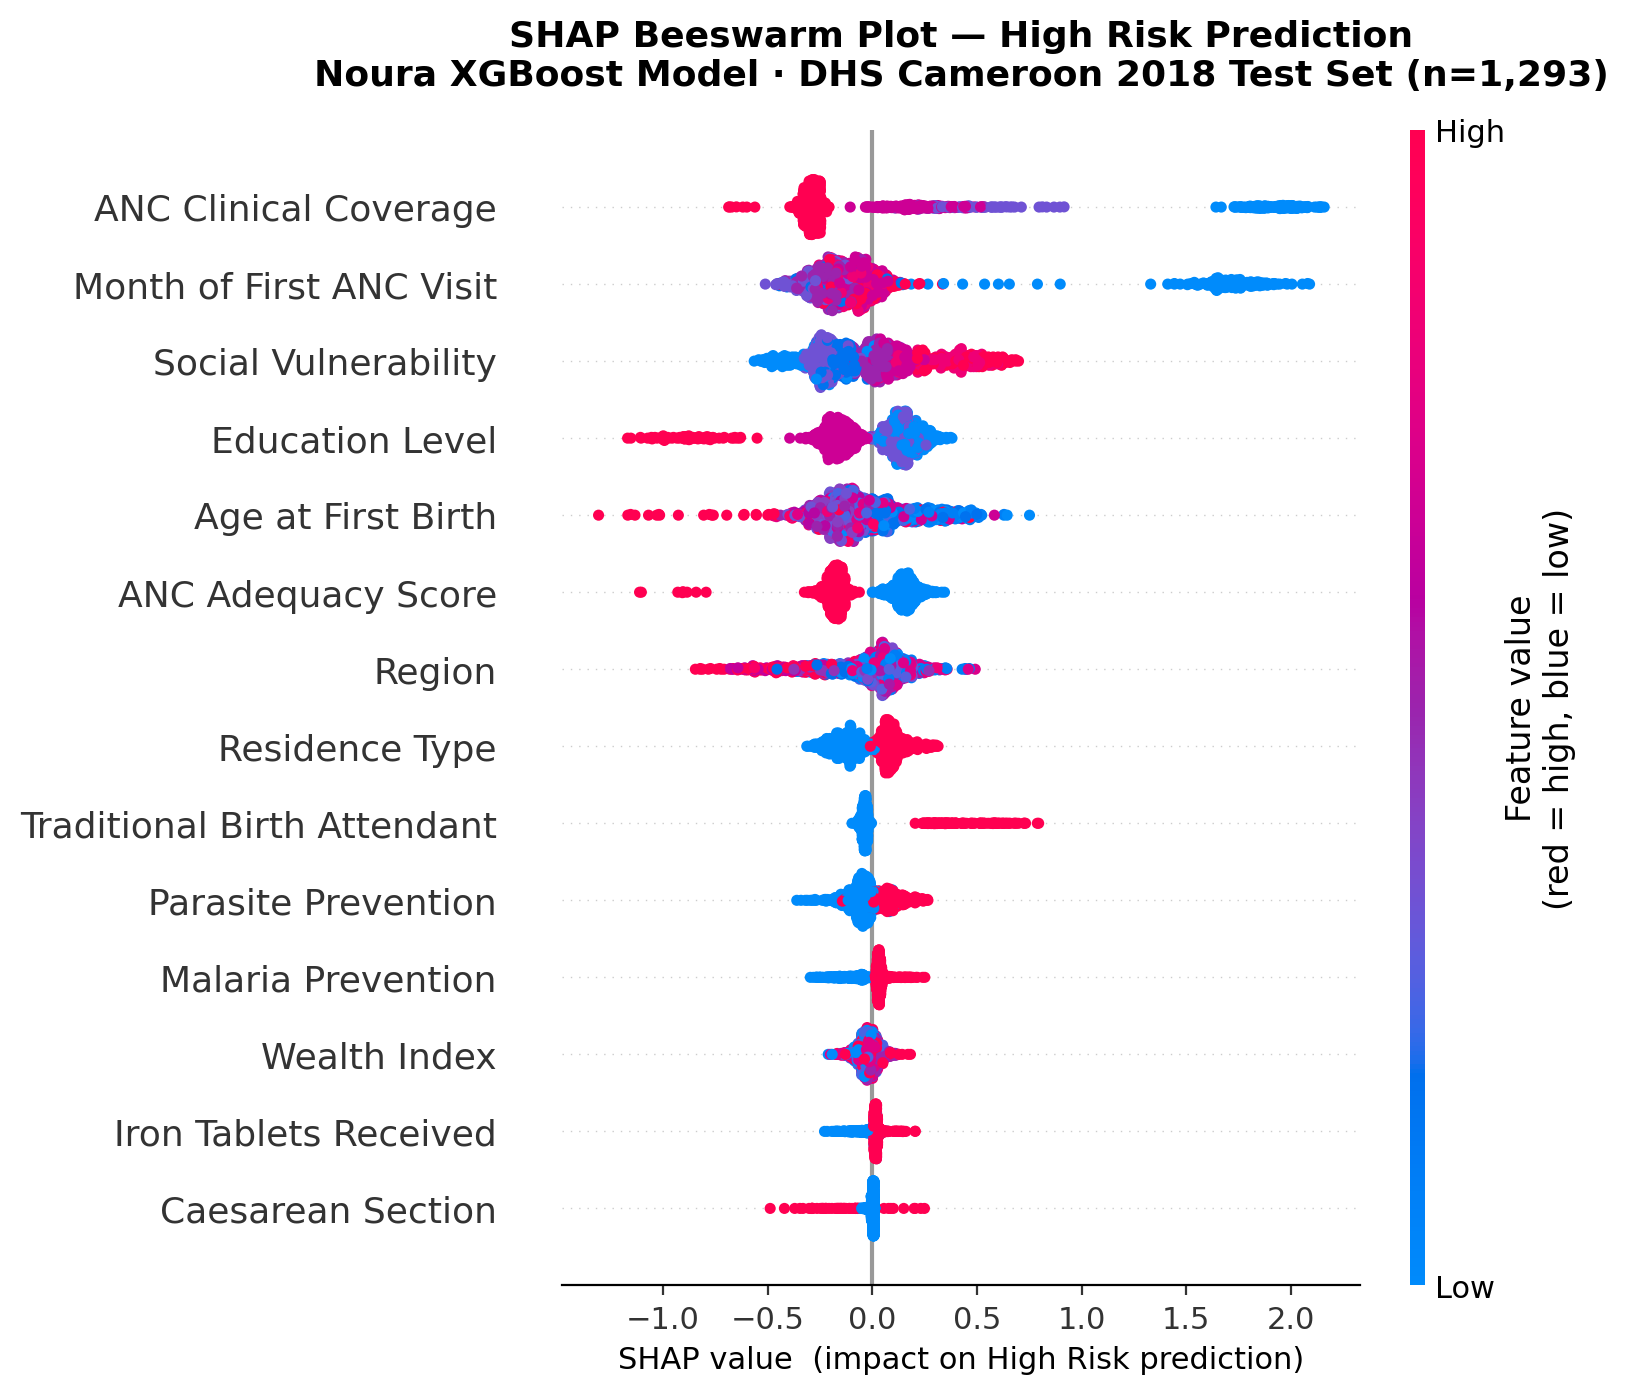 SHAP Beeswarm Plot — High Risk Prediction
Noura XGBoost Model · DHS Cameroon 2018 Test Set (n=1,293)
High
ANC Clinical Coverage
Month of First ANC Visit
Social Vulnerability
Education Level
Age at First Birth
ANC Adequacy Score
Region
Residence Type
Traditional Birth Attendant
Parasite Prevention
Malaria Prevention
Wealth Index
Iron Tablets Received
Caesarean Section
Feature value
(red = high, blue = low)
Low
−1.0 −0.5 0.0 0.5 1.0 1.5 2.0
SHAP value (impact on High Risk prediction)